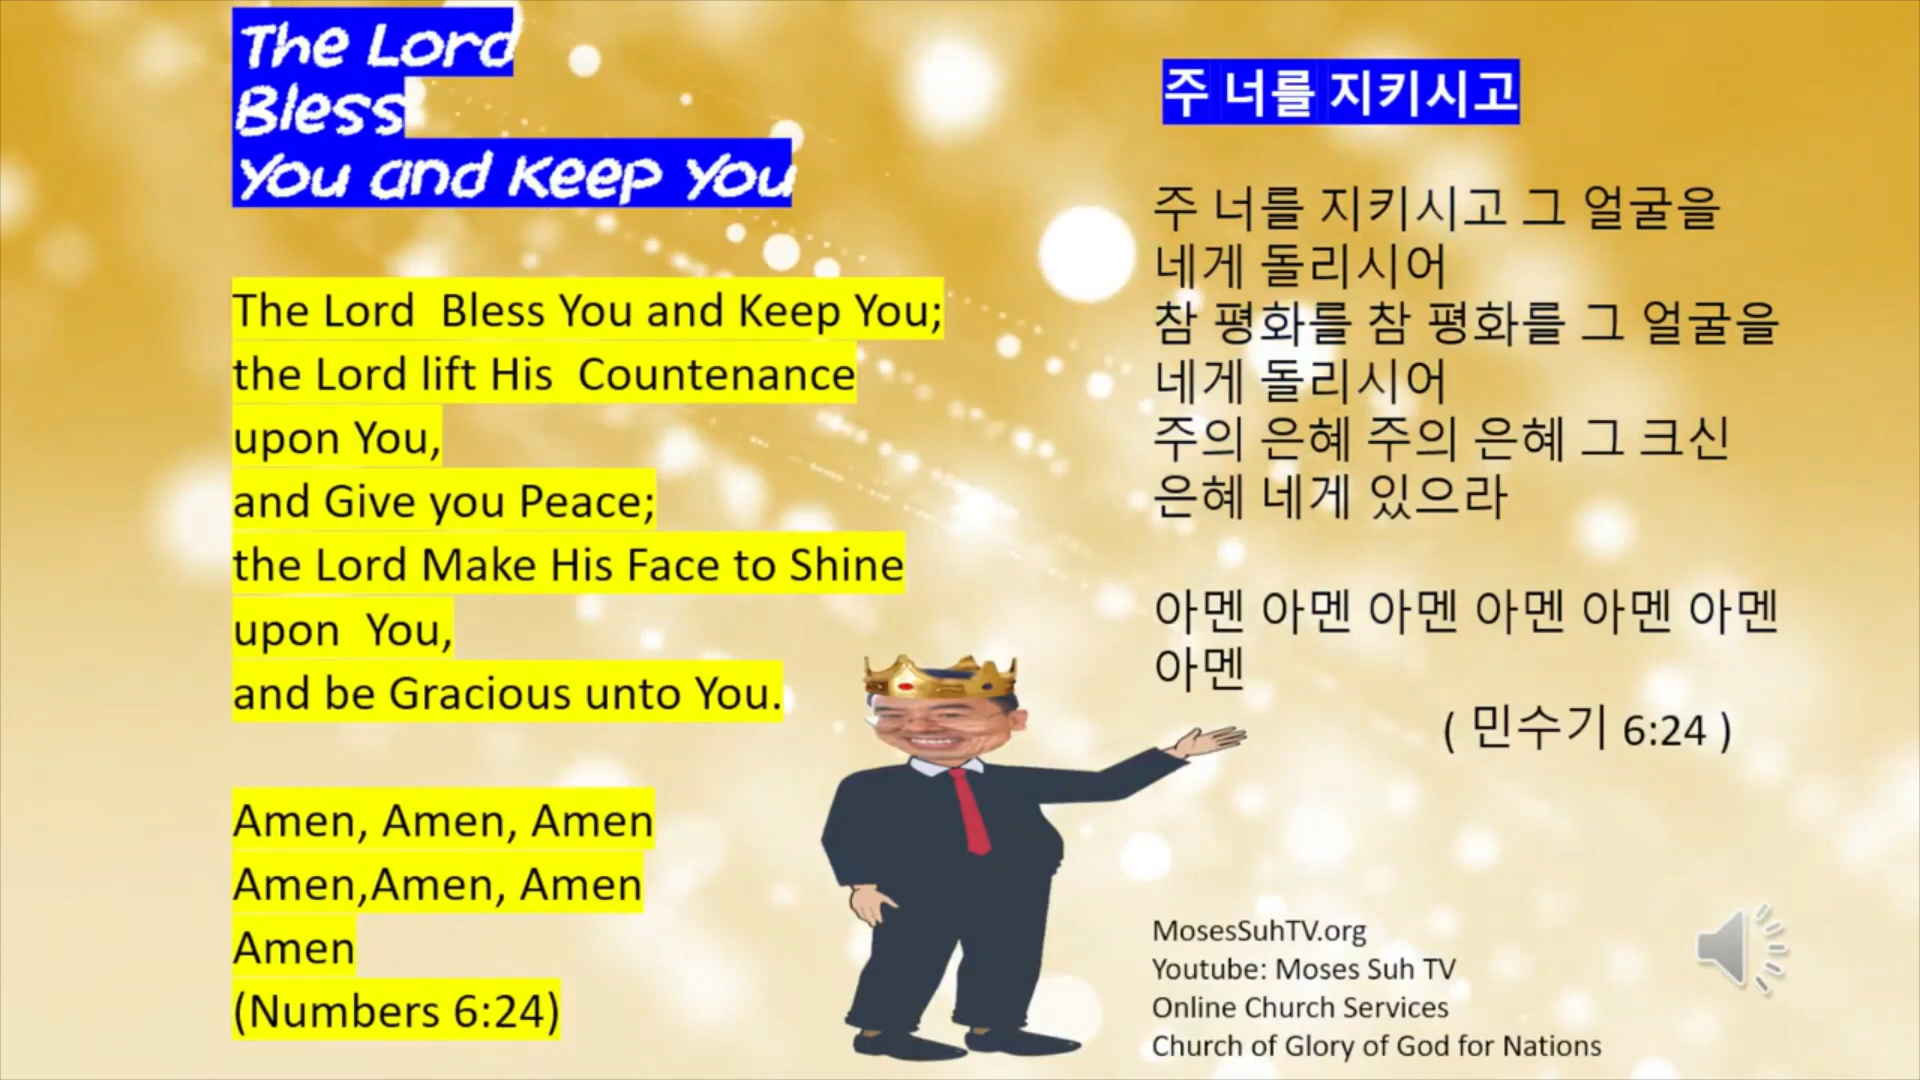 The Lord
Bless
You and Keep You
The Lord  Bless You and Keep You;
the Lord lift His  Countenance
upon You,
and Give you Peace;
the Lord Make His Face to Shine
upon  You,
and be Gracious unto You.
Amen, Amen, Amen
Amen,Amen, Amen
Amen
(Numbers 6:24)
주 너를 지키시고
주 너를 지키시고 그 얼굴을
네게 돌리시어
참 평화를 참 평화를 그 얼굴을
네게 돌리시어
주의 은혜 주의 은혜 그 크신
은혜 네게 있으라
아멘 아멘 아멘 아멘 아멘 아멘
아멘
( 민수기 6:24 )
MosesSuhTV.org
Youtube: Moses Suh TV
Online Church Services
Church of Glory of God for Nations